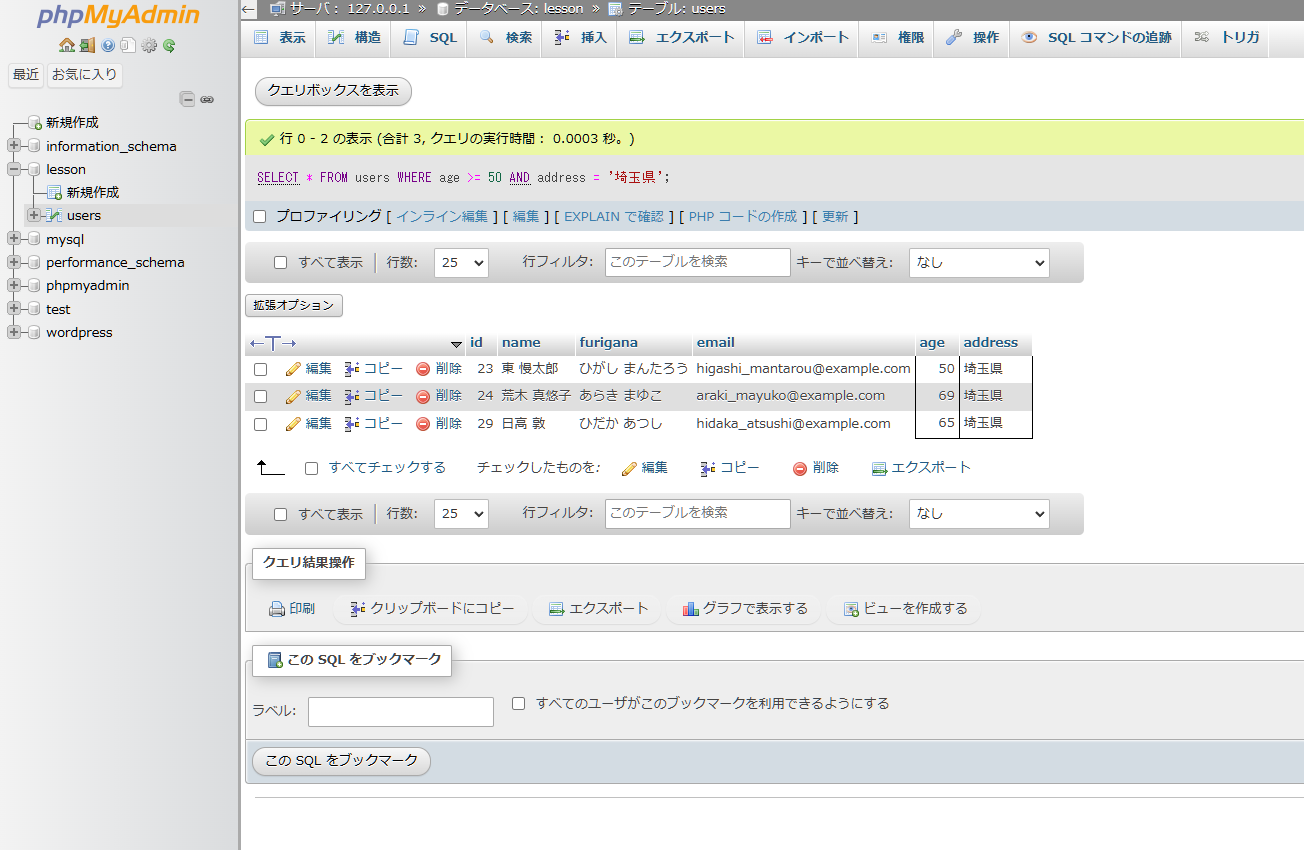 phpMyAdmin
最近 お気に入り
新規作成
information_schema
lesson
新規作成
users
mysql
performance_schema
phpmyadmin
test
wordpress
サーバ: 127.0.0.1 » データベース: lesson » テーブル: users
表示 構造 SQL 検索 挿入 エクスポート インポート 権限 操作 SQL コマンドの追跡 トリガ
クエリボックスを表示
行 0 - 2 の表示 (合計 3, クエリの実行時間: 0.0003 秒。)
SELECT * FROM users WHERE age >= 50 AND address = '埼玉県';
プロファイリング [ インライン編集 ] [ 編集 ] [ EXPLAIN で確認 ] [ PHP コードの作成 ] [ 更新 ]
すべて表示 行数: 25 行フィルタ: このテーブルを検索 キーで並べ替え: なし
拡張オプション
←T→ id name furigana email age address
編集 コピー 削除 23 東 慢太郎 ひがし まんたろう higashi_mantarou@example.com 50 埼玉県
編集 コピー 削除 24 荒木 真悠子 あらき まゆこ araki_mayuko@example.com 69 埼玉県
編集 コピー 削除 29 日高 敦 ひだか あつし hidaka_atsushi@example.com 65 埼玉県
すべてチェックする チェックしたものを: 編集 コピー 削除 エクスポート
すべて表示 行数: 25 行フィルタ: このテーブルを検索 キーで並べ替え: なし
クエリ結果操作
印刷 クリップボードにコピー エクスポート グラフで表示する ビューを作成する
この SQL をブックマーク
ラベル: すべてのユーザがこのブックマークを利用できるようにする
この SQL をブックマーク